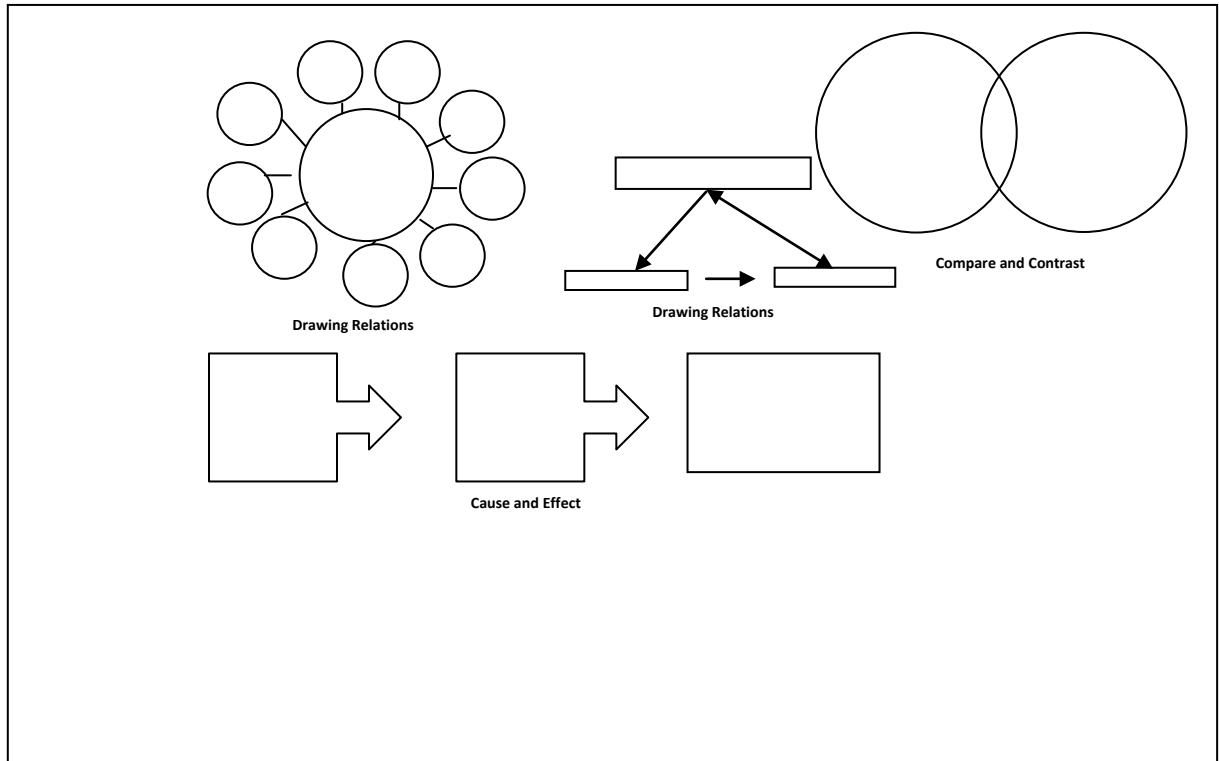 Compare and Contrast
Drawing Relations
Drawing Relations
Cause and Effect